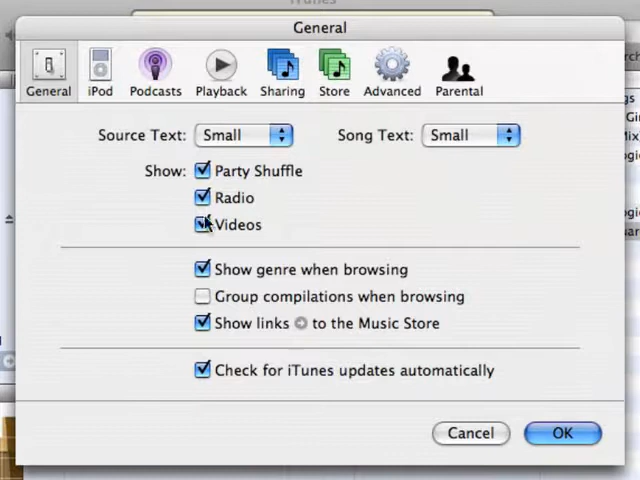 iTunes
General
General iPod Podcasts Playback Sharing Store Advanced Parental
Source Text: Small Song Text: Small
Show: Party Shuffle
Radio
Videos
Show genre when browsing
Group compilations when browsing
Show links to the Music Store
Check for iTunes updates automatically
Cancel OK